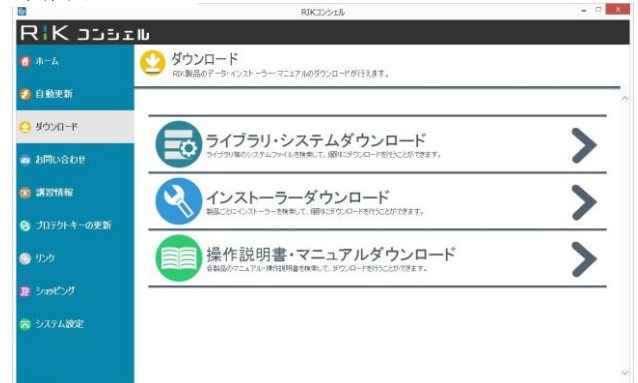 RIKコンシェル
RIK コンシェル
ホーム
自動更新
ダウンロード
お問い合わせ
講習情報
プロテクトキーの更新
リンク
ショッピング
システム設定
ダウンロード
RIK製品のデータ・インストーラー・マニュアルのダウンロードが行えます。
ライブラリ・システムダウンロード
ライブラリ等のシステムファイルを検索して、個別にダウンロードを行うことができます。
インストーラーダウンロード
製品ごとにインストーラーを検索して、個別にダウンロードを行うことができます。
操作説明書・マニュアルダウンロード
各製品のマニュアル・操作説明書を検索して、ダウンロードを行うことができます。